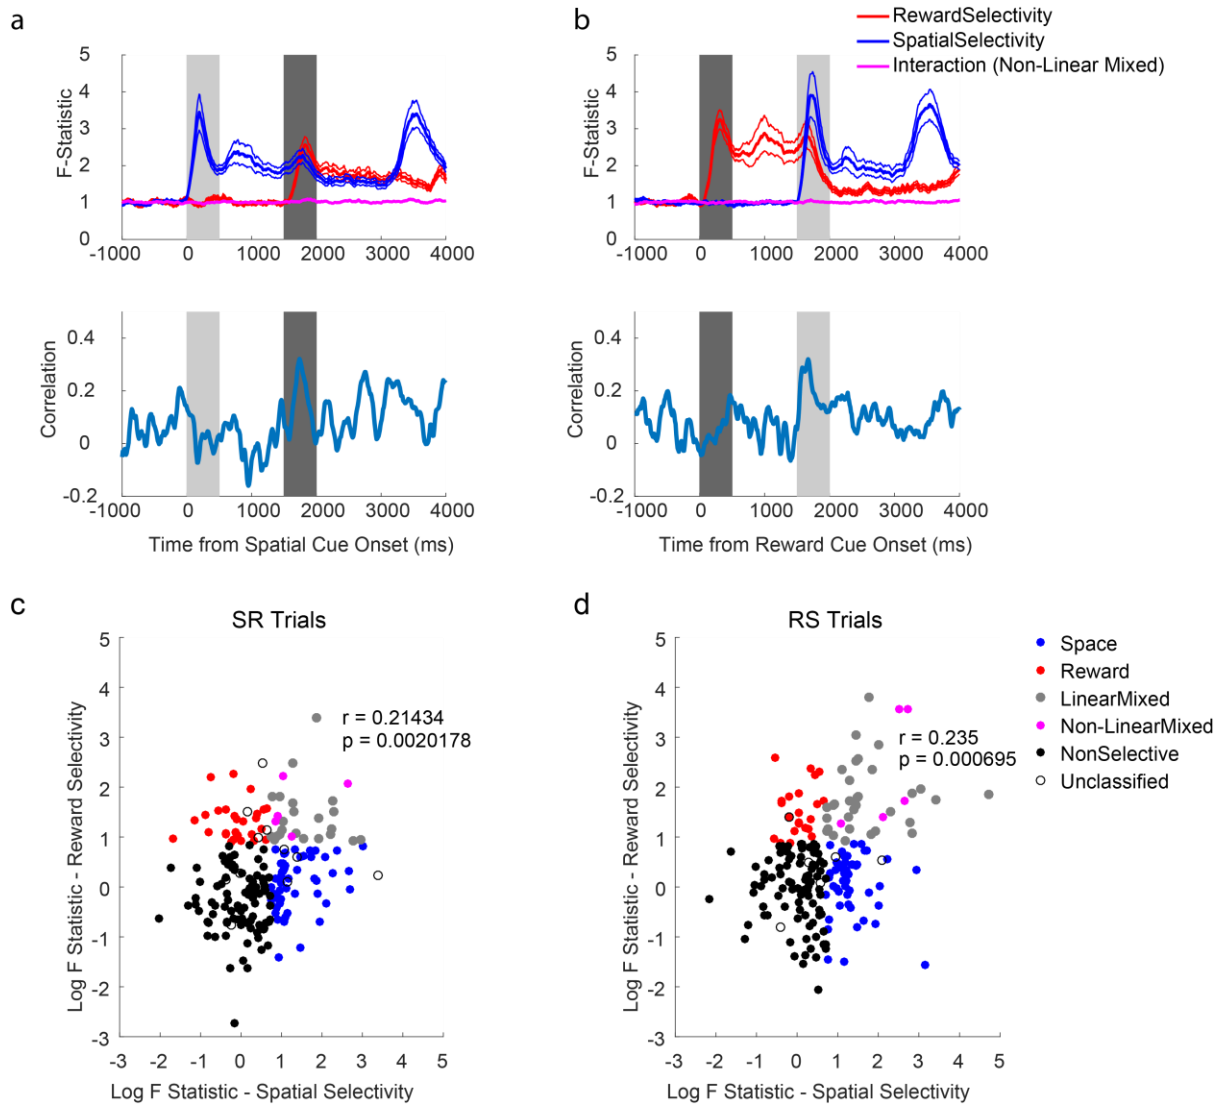 a
b
RewardSelectivity
SpatialSelectivity
Interaction (Non-Linear Mixed)
F-Statistic
5
4
3
2
1
0
-1000 0 1000 2000 3000 4000
F-Statistic
5
4
3
2
1
0
-1000 0 1000 2000 3000 4000
Correlation
0.4
0.2
0
-0.2
-1000 0 1000 2000 3000 4000
Time from Spatial Cue Onset (ms)
Correlation
0.4
0.2
0
-0.2
-1000 0 1000 2000 3000 4000
Time from Reward Cue Onset (ms)
c
SR Trials
Log F Statistic - Reward Selectivity
5
4
3
2
1
0
-1
-2
-3
r = 0.21434
p = 0.0020178
-3 -2 -1 0 1 2 3 4 5
Log F Statistic - Spatial Selectivity
d
RS Trials
Log F Statistic - Reward Selectivity
5
4
3
2
1
0
-1
-2
-3
r = 0.235
p = 0.000695
-3 -2 -1 0 1 2 3 4 5
Log F Statistic - Spatial Selectivity
Space
Reward
LinearMixed
Non-LinearMixed
NonSelective
Unclassified